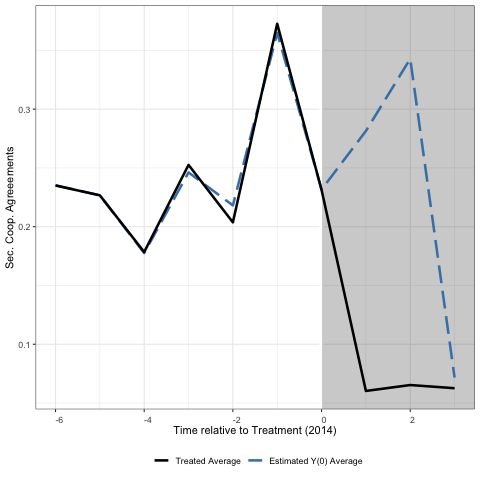 Sec. Coop. Agreeements
0.3
0.2
0.1
-6
-4
-2
0
2
Time relative to Treatment (2014)
Treated Average
Estimated Y(0) Average